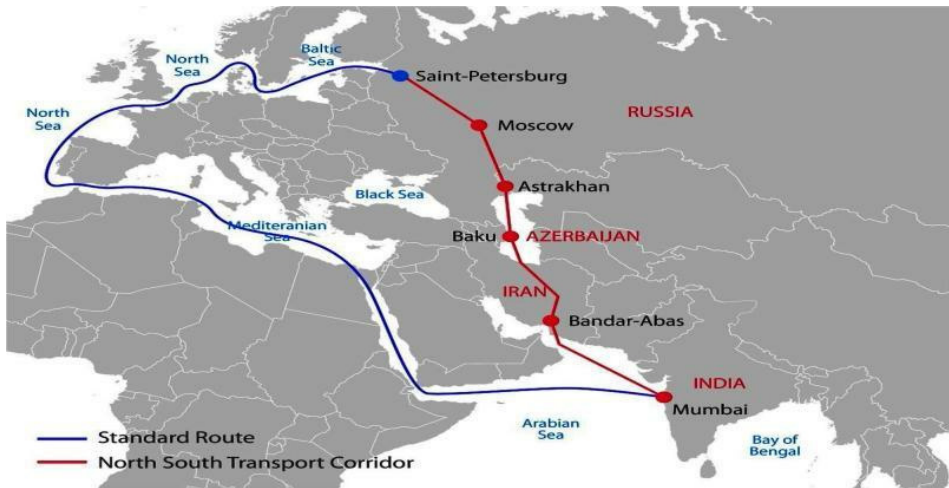 Baltic
Sea
North
Sea
Saint-Petersburg
North
Sea
RUSSIA
Moscow
Astrakhan
Black Sea
Mediteranian
Sea
Baku
AZERBAIJAN
IRAN
Bandar-Abas
INDIA
Mumbai
Arabian
Sea
Bay of
Bengal
Standard Route
North South Transport Corridor